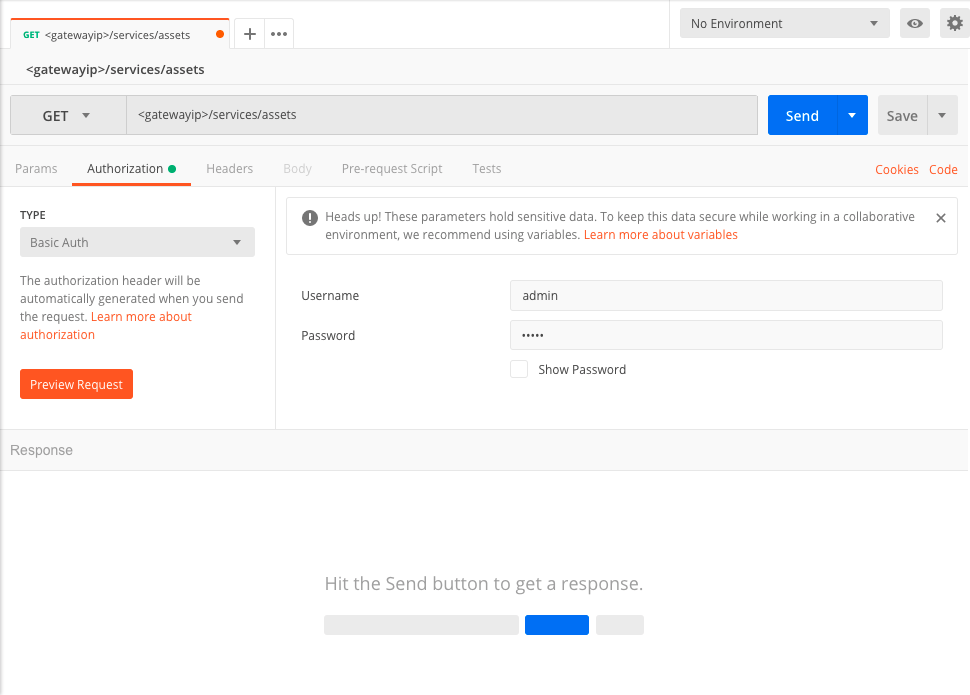 GET <gatewayip>/services/assets
No Environment
<gatewayip>/services/assets
GET
<gatewayip>/services/assets
Send
Save
Params
Authorization
Headers
Body
Pre-request Script
Tests
Cookies
Code
TYPE
Basic Auth
The authorization header will be
automatically generated when you send
the request. Learn more about
authorization
Preview Request
Heads up! These parameters hold sensitive data. To keep this data secure while working in a collaborative
environment, we recommend using variables. Learn more about variables
Username
admin
Password
•••••
Show Password
Response
Hit the Send button to get a response.